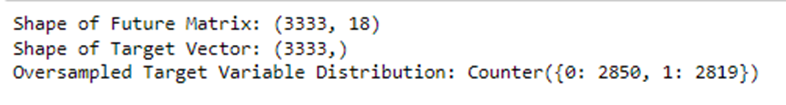 Shape of Future Matrix: (3333, 18)
Shape of Target Vector: (3333,)
Oversampled Target Variable Distribution: Counter({0: 2850, 1: 2819})